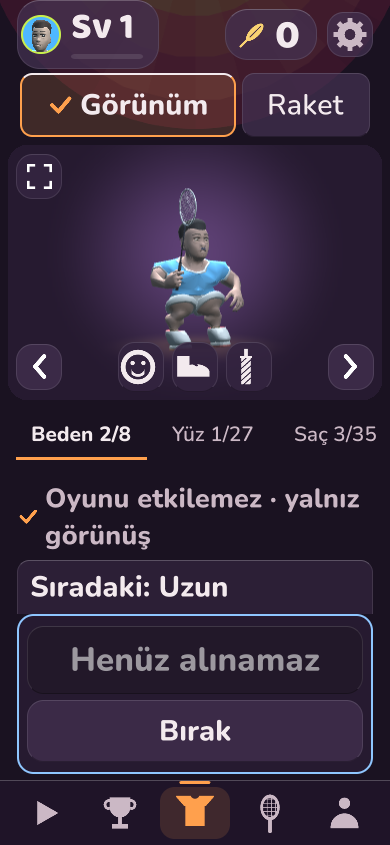 Sv 1
0
Görünüm
Raket
Beden 2/8
Yüz 1/27
Saç 3/35
Oyunu etkilemez · yalnız
görünüş
Sıradaki: Uzun
Henüz alınamaz
Bırak